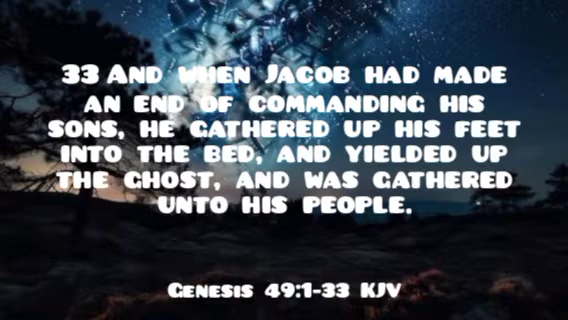 33 And when Jacob had made
an end of commanding his
sons, he gathered up his feet
into the bed, and yielded up
the ghost, and was gathered
unto his people.
Genesis 49:1-33 KJV